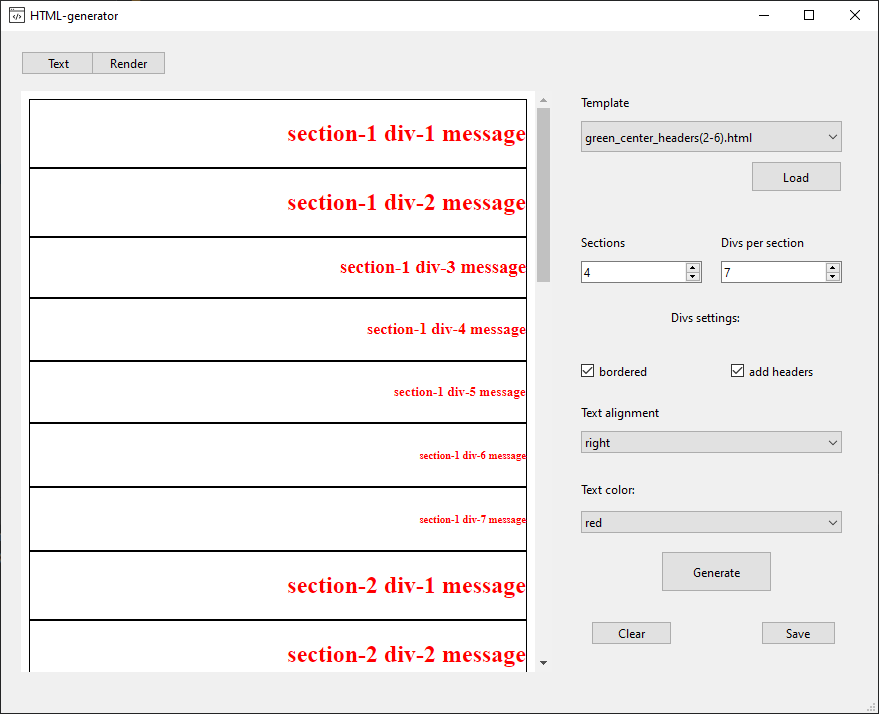 HTML-generator
Text Render
section-1 div-1 message
section-1 div-2 message
section-1 div-3 message
section-1 div-4 message
section-1 div-5 message
section-1 div-6 message
section-1 div-7 message
section-2 div-1 message
section-2 div-2 message
Template
green_center_headers(2-6).html
Load
Sections Divs per section
4 7
Divs settings:
bordered add headers
Text alignment
right
Text color:
red
Generate
Clear Save